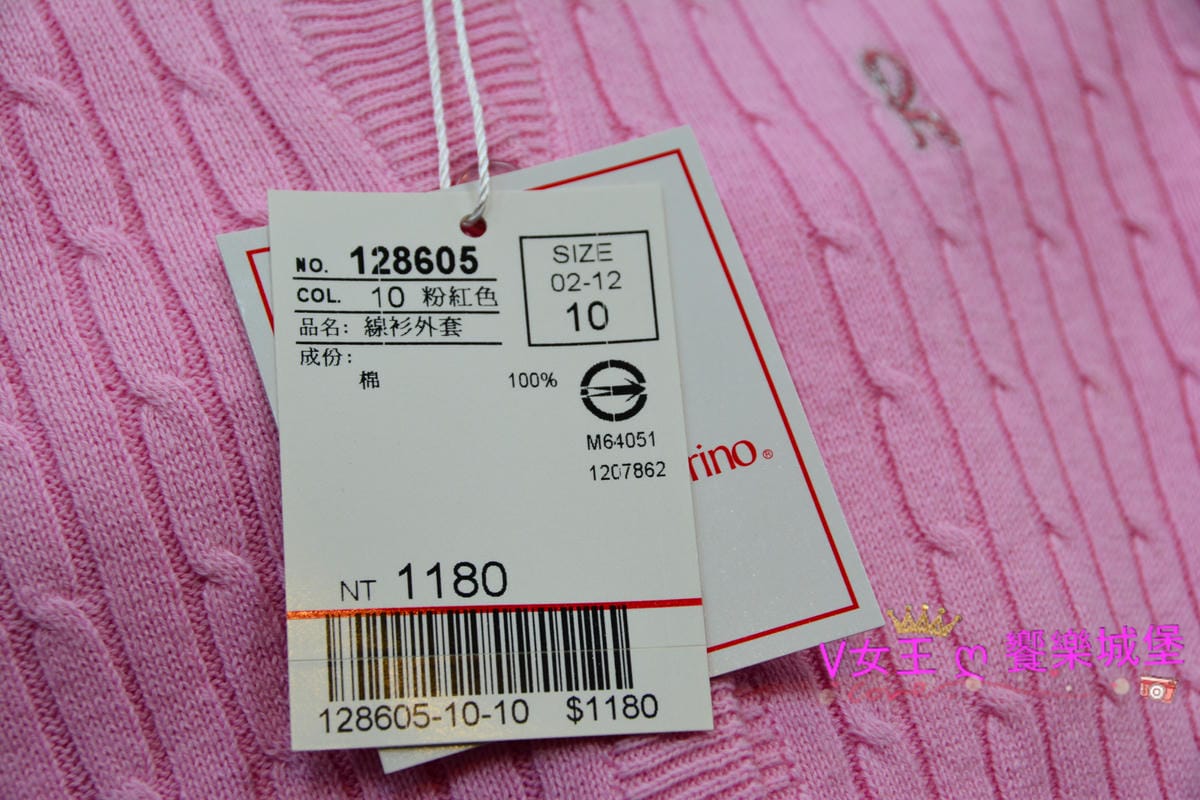 NO. 128605
COL. 10 粉紅色
品名: 線衫外套
成份:
棉 100%
SIZE
02-12
10
M64051
1207862
rino®
NT 1180
128605-10-10 $1180
V女王 ღ 饗樂城堡